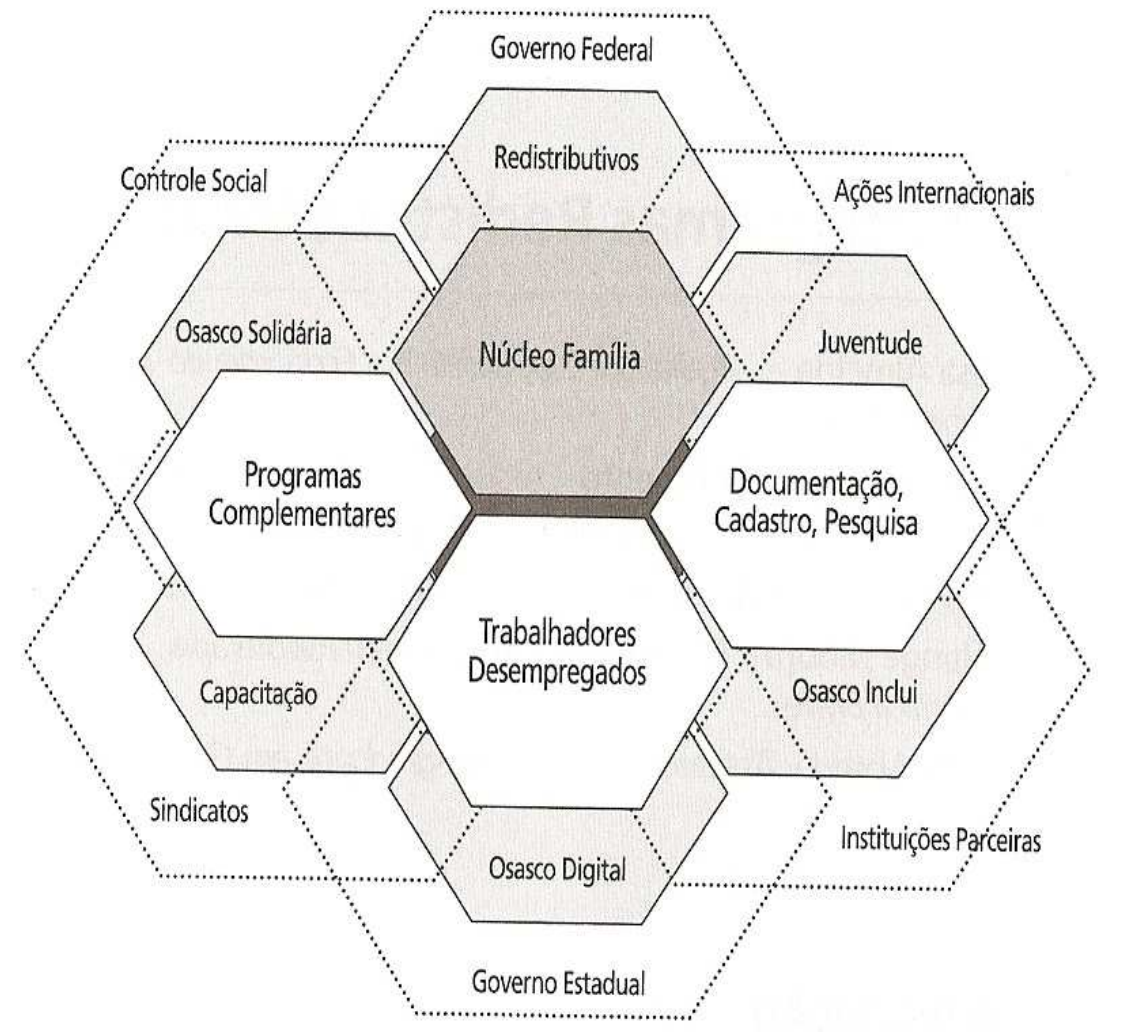 Governo Federal
Redistributivos
Controle Social
Ações Internacionais
Osasco Solidária
Núcleo Família
Juventude
Programas
Complementares
Documentação,
Cadastro, Pesquisa
Trabalhadores
Desempregados
Capacitação
Osasco Inclui
Sindicatos
Instituições Parceiras
Osasco Digital
Governo Estadual